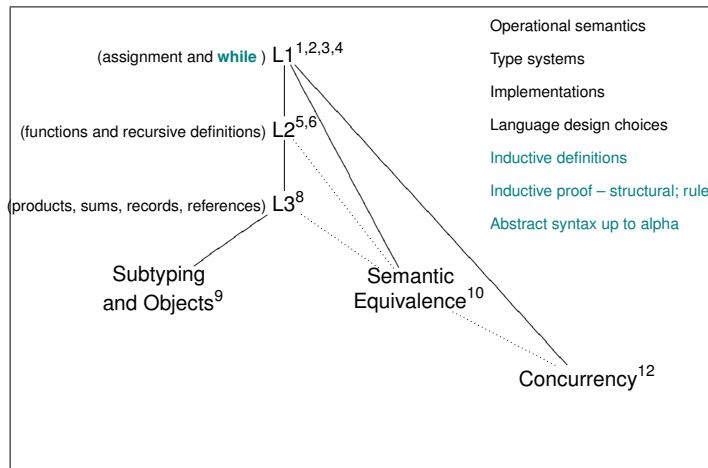 (assignment and while ) L1 1,2,3,4
(functions and recursive definitions) L2 5,6
(products, sums, records, references) L3 8
Subtyping
and Objects 9
Semantic
Equivalence 10
Concurrency 12
Operational semantics
Type systems
Implementations
Language design choices
Inductive definitions
Inductive proof – structural; rule
Abstract syntax up to alpha